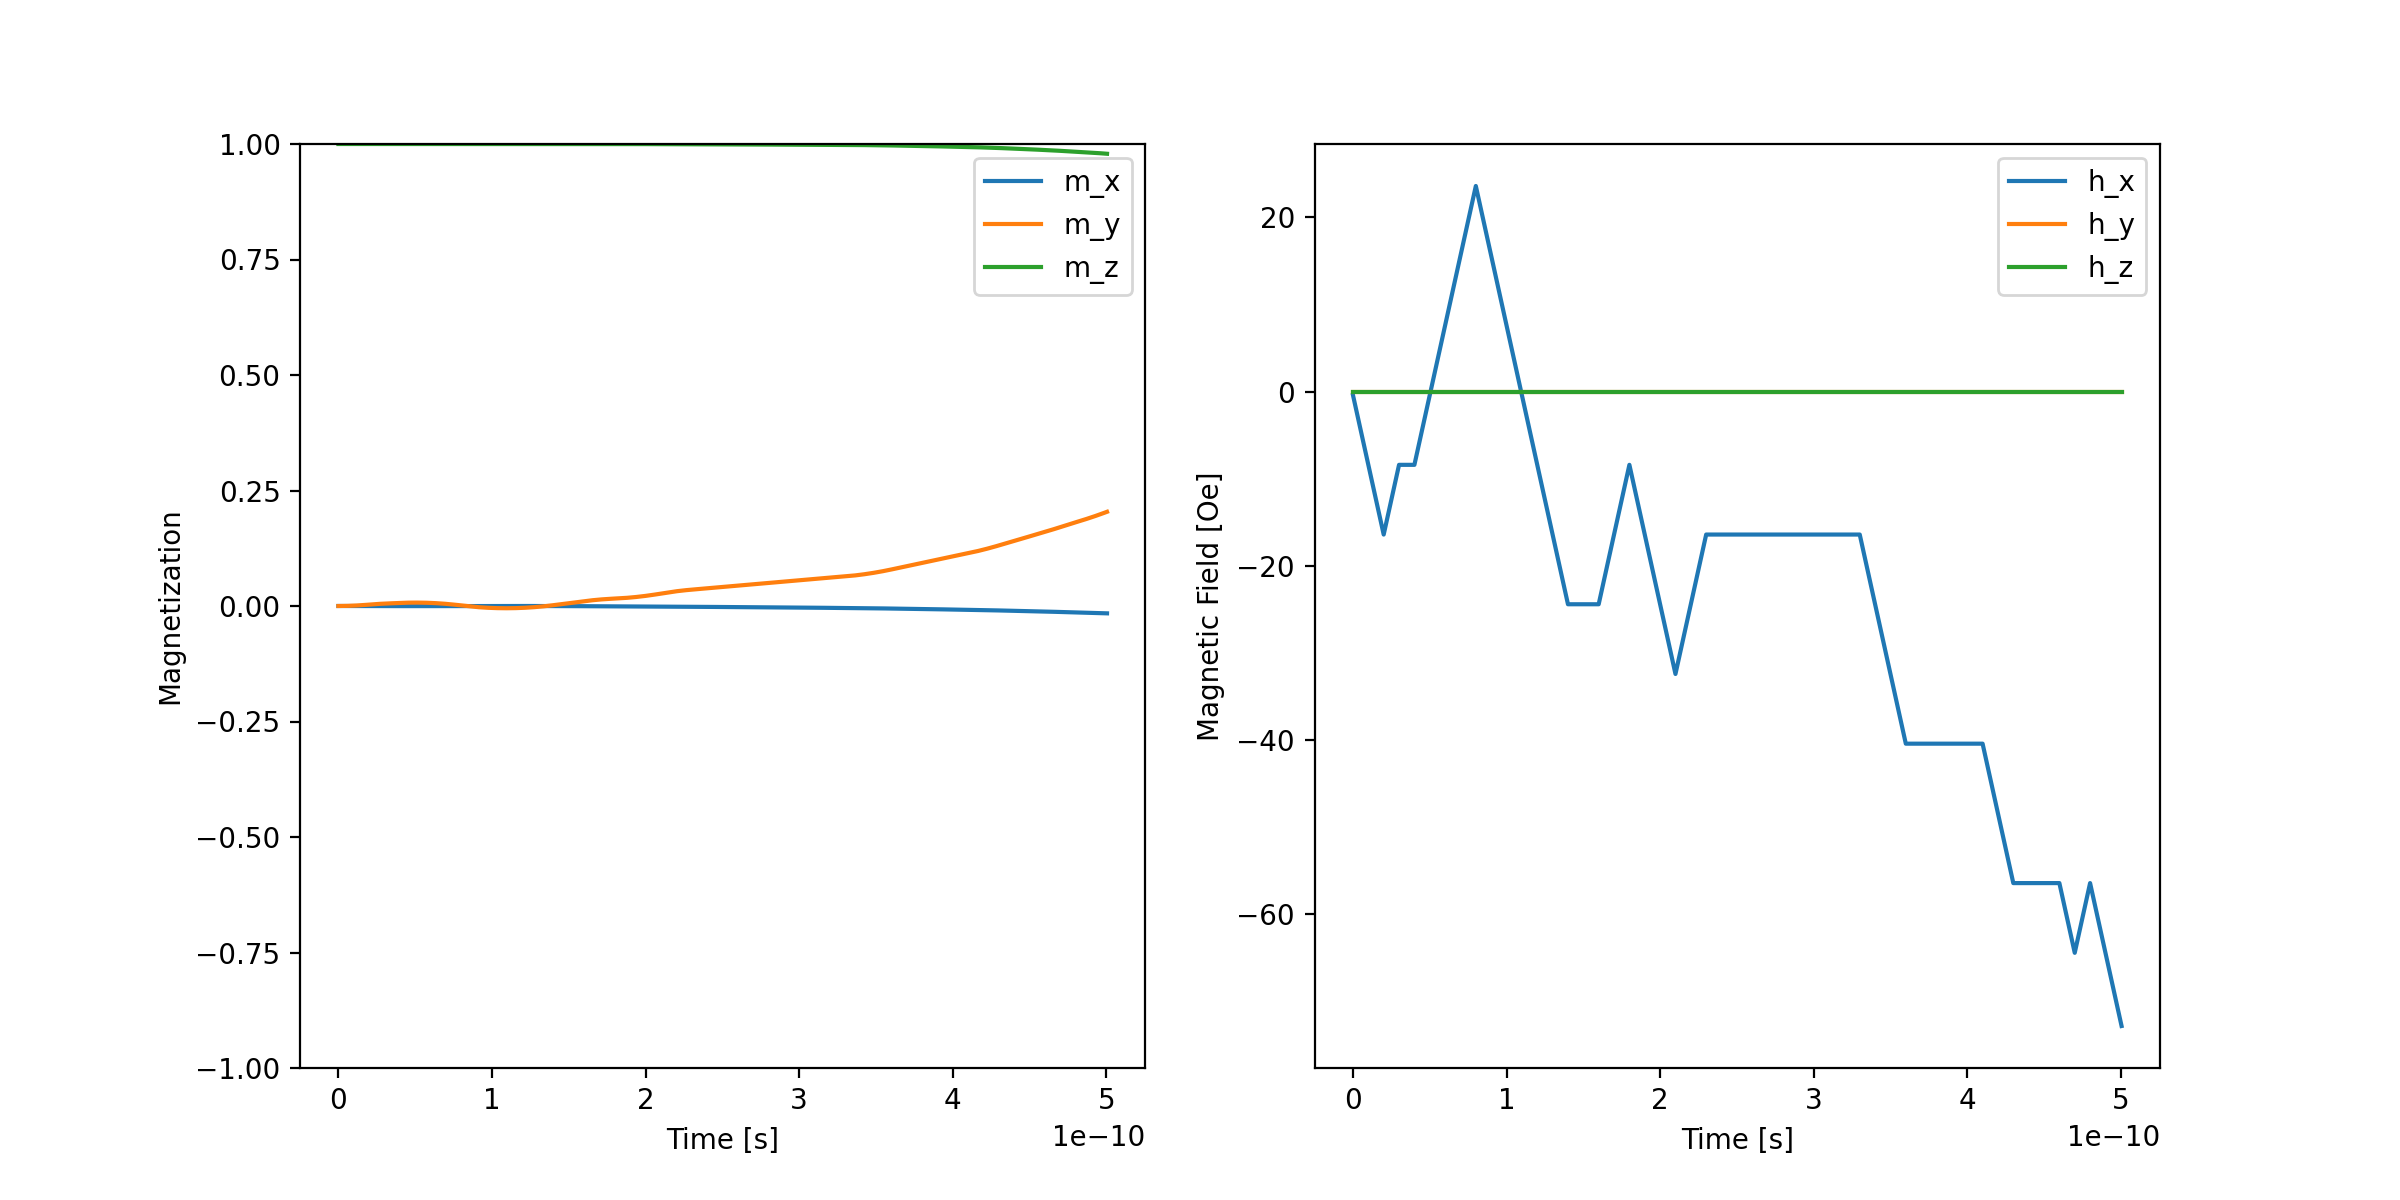 1.00
0.75
0.50
0.25
0.00
−0.25
−0.50
−0.75
−1.00
Magnetization
0 1 2 3 4 5
1e−10
Time [s]
m_x
m_y
m_z
20
0
−20
−40
−60
Magnetic Field [Oe]
0 1 2 3 4 5
1e−10
Time [s]
h_x
h_y
h_z